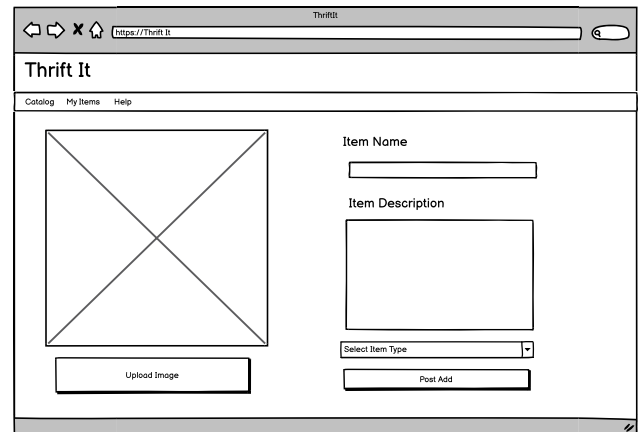 ThriftIt
https://Thrift It
Thrift It
Catalog My Items Help
Item Name
Item Description
Select Item Type
Upload Image
Post Add